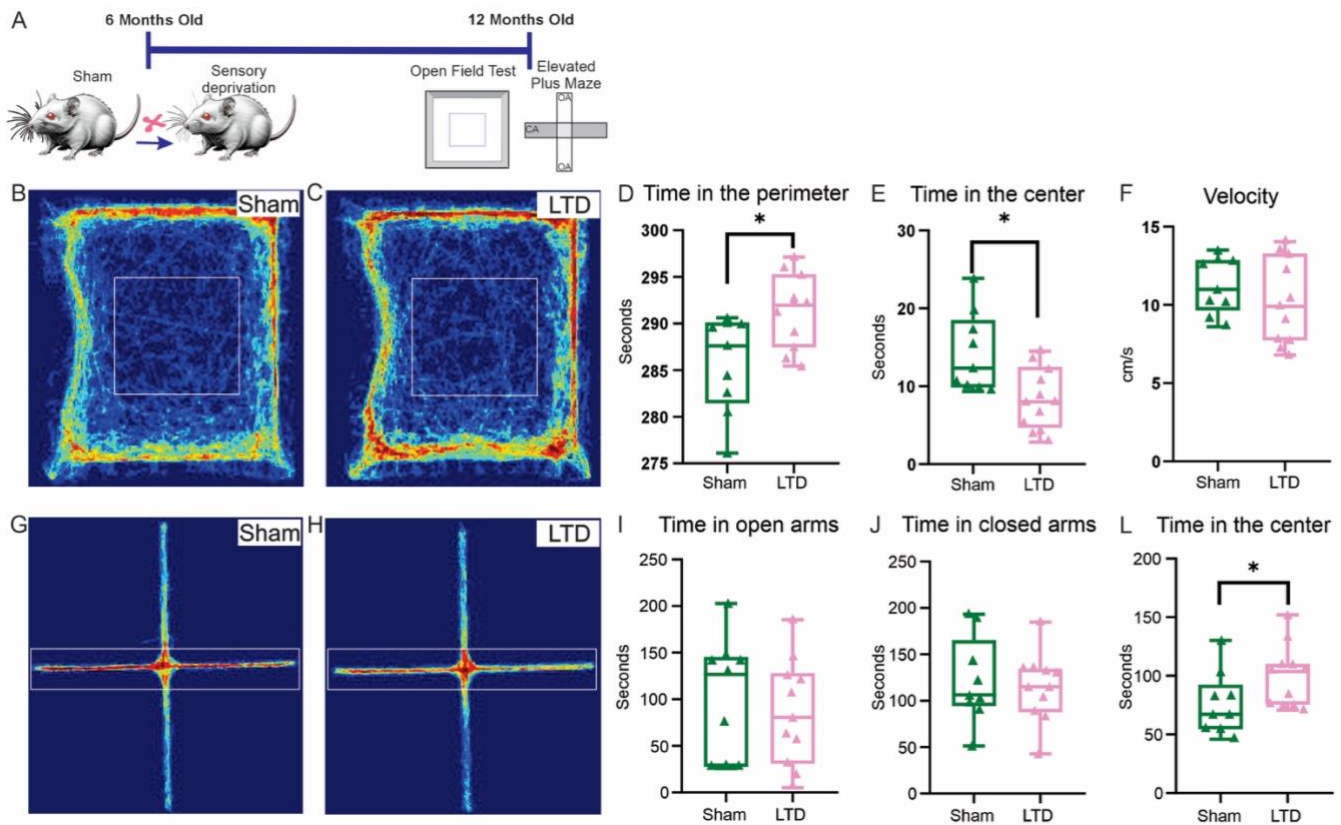 A
6 Months Old
12 Months Old
Sham
Sensory
deprivation
Open Field Test
Elevated
Plus Maze
OA
CA
OA
B
Sham
C
LTD
D
Time in the perimeter
*
300
295
290
285
280
275
Seconds
Sham
LTD
E
Time in the center
*
30
20
10
0
Seconds
Sham
LTD
F
Velocity
15
10
5
0
cm/s
Sham
LTD
G
Sham
H
LTD
I
Time in open arms
250
200
150
100
50
0
Seconds
Sham
LTD
J
Time in closed arms
250
200
150
100
50
0
Seconds
Sham
LTD
L
Time in the center
*
200
150
100
50
0
Seconds
Sham
LTD